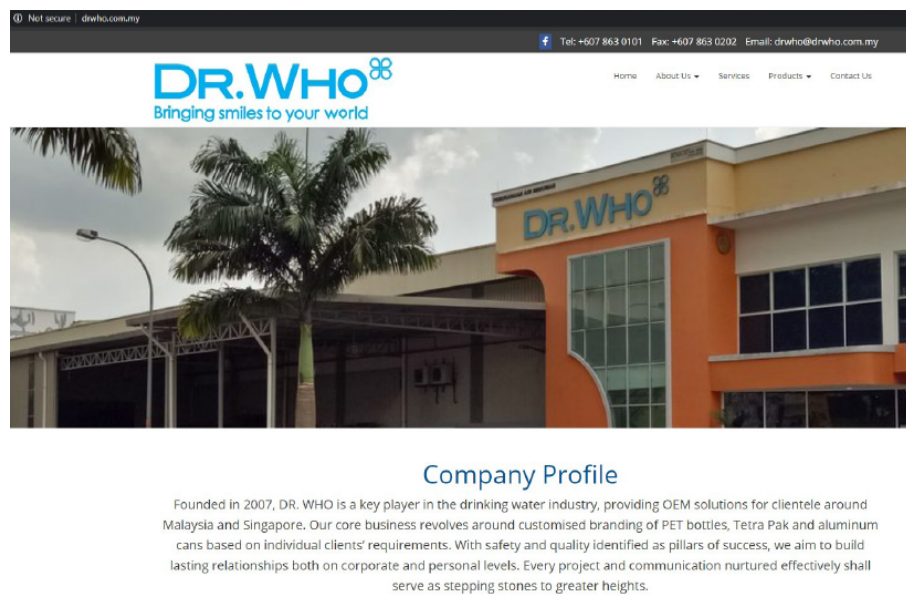 Not secure | drwho.com.my
Tel: +607 863 0101 Fax: +607 863 0202 Email: drwho@drwho.com.my
DR.WHO
Bringing smiles to your world
Home About Us Services Products Contact Us
DR.WHO
Company Profile
Founded in 2007, DR. WHO is a key player in the drinking water industry, providing OEM solutions for clientele around
Malaysia and Singapore. Our core business revolves around customised branding of PET bottles, Tetra Pak and aluminum
cans based on individual clients’ requirements. With safety and quality identified as pillars of success, we aim to build
lasting relationships both on corporate and personal levels. Every project and communication nurtured effectively shall
serve as stepping stones to greater heights.